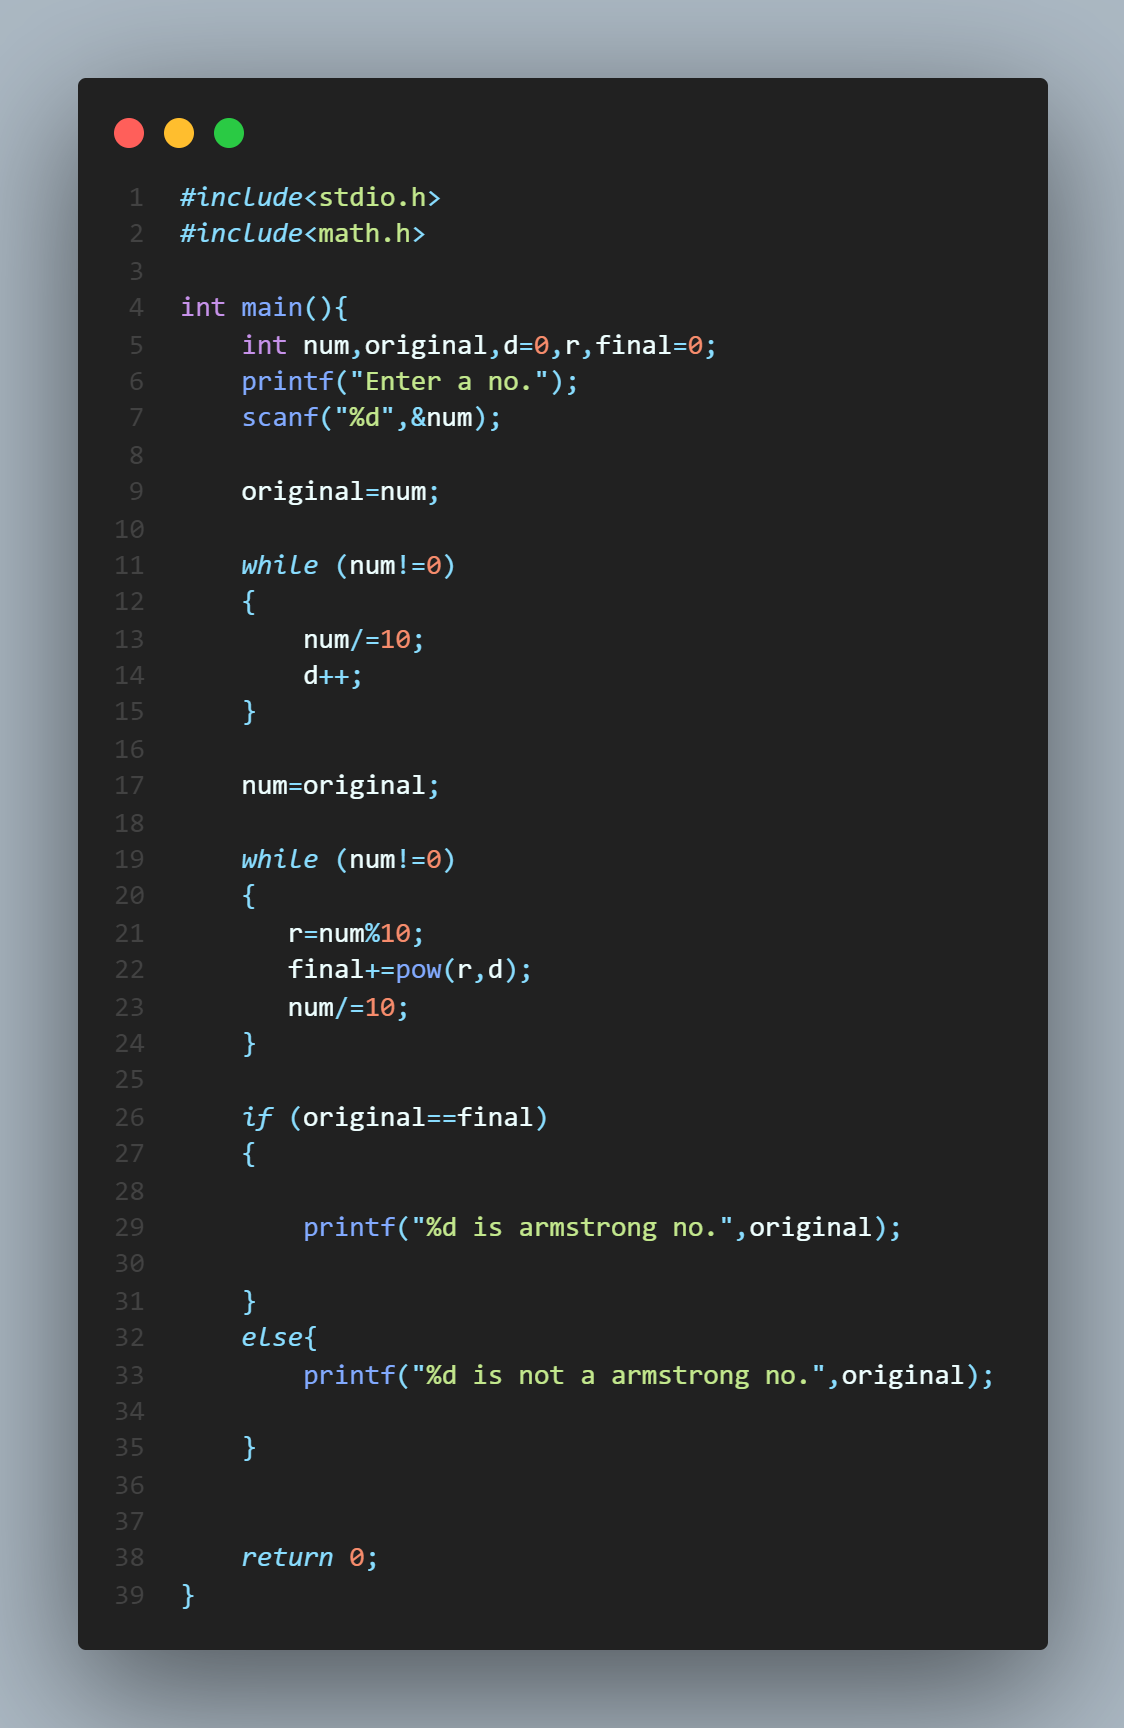 1 #include<stdio.h>
2 #include<math.h>
3
4 int main(){
5     int num,original,d=0,r,final=0;
6     printf("Enter a no.");
7     scanf("%d",&num);
8
9     original=num;
10
11     while (num!=0)
12     {
13         num/=10;
14         d++;
15     }
16
17     num=original;
18
19     while (num!=0)
20     {
21        r=num%10;
22        final+=pow(r,d);
23        num/=10;
24     }
25
26     if (original==final)
27     {
28
29         printf("%d is armstrong no.",original);
30
31     }
32     else{
33         printf("%d is not a armstrong no.",original);
34
35     }
36
37
38     return 0;
39 }